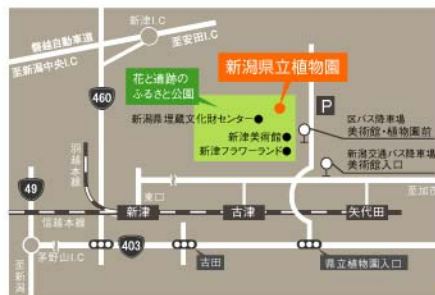 新津I.C
磐越自動車道
至安田I.C
至新潟中央I.C
新潟県立植物園
花と遺跡の
ふるさと公園
460
P
新潟県埋蔵文化財センター
区バス降車場
美術館・植物園前
新津美術館
新津フラワーランド
新潟交通バス降車場
美術館入口
羽越本線
49
東口
至加茂
新津
古津
矢代田
信越本線
茅野山I.C
403
至新潟
古田
県立植物園入口